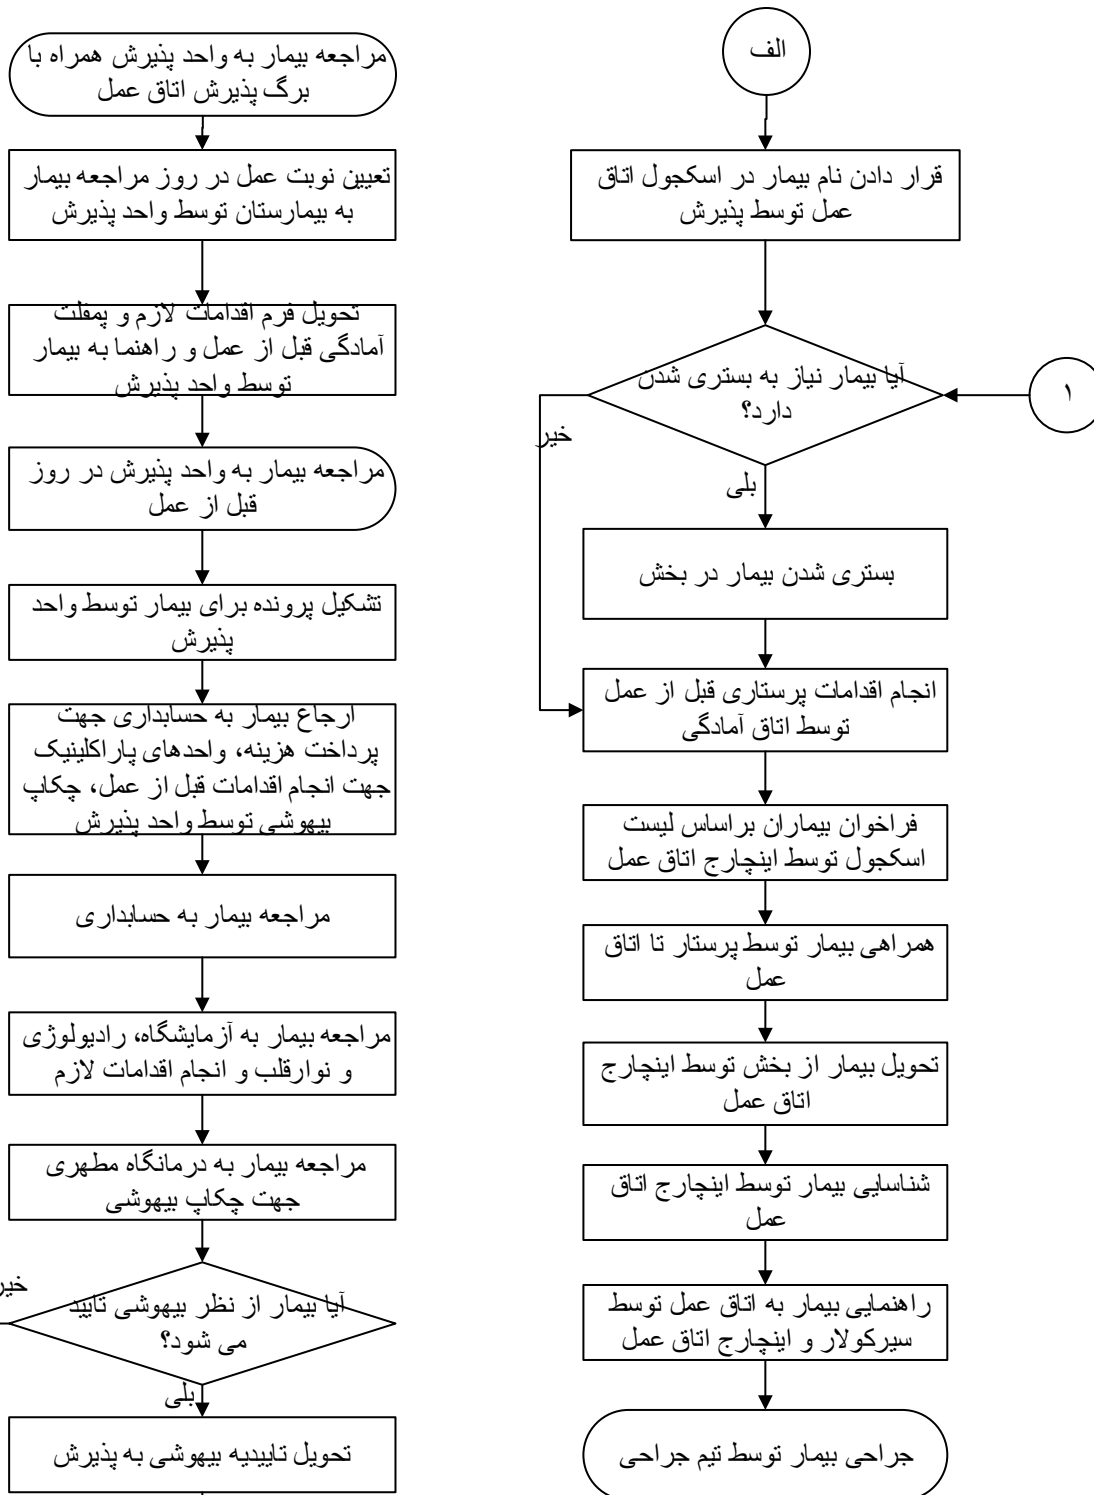 مراجعه بیمار به واحد پذیرش همراه با
برگ پذیرش اتاق عمل
تعیین نوبت عمل در روز مراجعه بیمار
به بیمارستان توسط واحد پذیرش
تحویل فرم اقدامات لازم و پمفلت
آمادگی قبل از عمل و راهنما به بیمار
توسط واحد پذیرش
مراجعه بیمار به واحد پذیرش در روز
قبل از عمل
تشکیل پرونده برای بیمار توسط واحد
پذیرش
ارجاع بیمار به حسابداری جهت
پرداخت هزینه، واحدهای پاراکلینیک
جهت انجام اقدامات قبل از عمل، چکاپ
بیهوشی توسط واحد پذیرش
مراجعه بیمار به حسابداری
مراجعه بیمار به آزمایشگاه، رادیولوژی
و نوارقلب و انجام اقدامات لازم
مراجعه بیمار به درمانگاه مطهری
جهت چکاپ بیهوشی
آیا بیمار از نظر بیهوشی تایید
می شود؟
خیر
بلی
تحویل تاییدیه بیهوشی به پذیرش
الف
قرار دادن نام بیمار در اسکجول اتاق
عمل توسط پذیرش
آیا بیمار نیاز به بستری شدن
دارد؟
۱
خیر
بلی
بستری شدن بیمار در بخش
انجام اقدامات پرستاری قبل از عمل
توسط اتاق آمادگی
فراخوان بیماران براساس لیست
اسکجول توسط اینچارج اتاق عمل
همراهی بیمار توسط پرستار تا اتاق
عمل
تحویل بیمار از بخش توسط اینچارج
اتاق عمل
شناسایی بیمار توسط اینچارج اتاق
عمل
راهنمایی بیمار به اتاق عمل توسط
سیرکولار و اینچارج اتاق عمل
جراحی بیمار توسط تیم جراحی